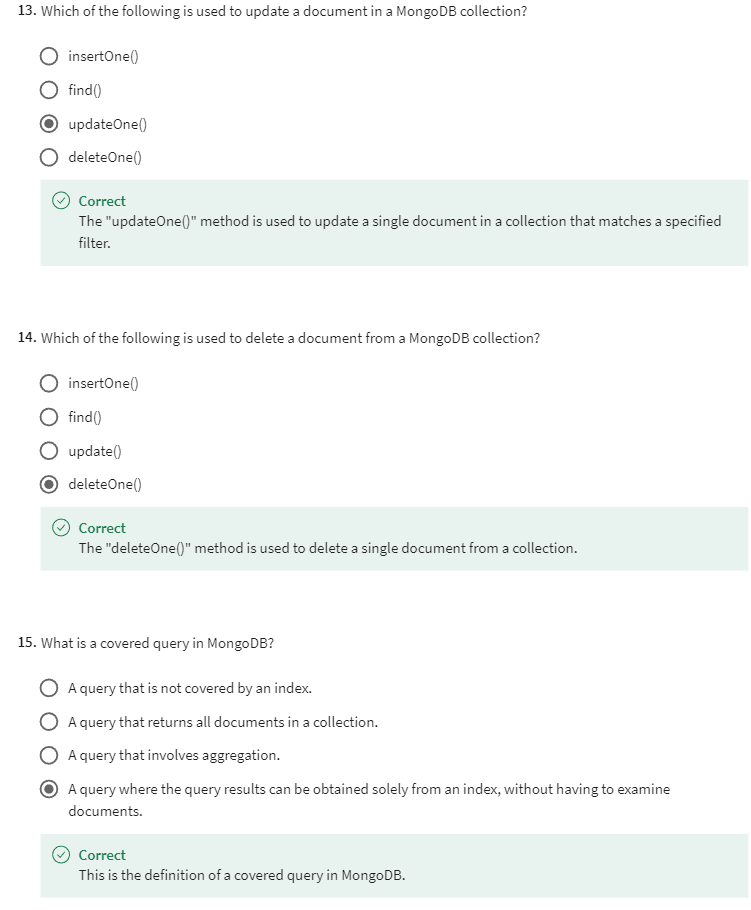 13. Which of the following is used to update a document in a MongoDB collection?
insertOne()
find()
updateOne()
deleteOne()
Correct
The "updateOne()" method is used to update a single document in a collection that matches a specified
filter.
14. Which of the following is used to delete a document from a MongoDB collection?
insertOne()
find()
update()
deleteOne()
Correct
The "deleteOne()" method is used to delete a single document from a collection.
15. What is a covered query in MongoDB?
A query that is not covered by an index.
A query that returns all documents in a collection.
A query that involves aggregation.
A query where the query results can be obtained solely from an index, without having to examine
documents.
Correct
This is the definition of a covered query in MongoDB.